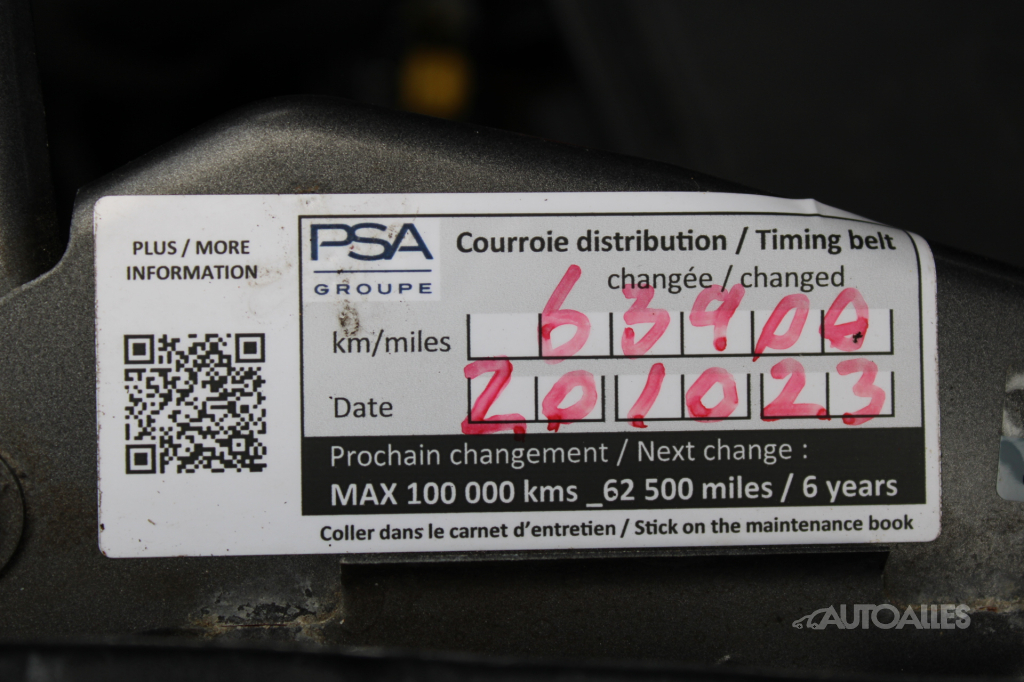 PLUS / MORE
INFORMATION
PSA
GROUPE
Courroie distribution / Timing belt
changée / changed
km/miles 63900
Date 201023
Prochain changement / Next change :
MAX 100 000 kms _62 500 miles / 6 years
Coller dans le carnet d'entretien / Stick on the maintenance book
AUTOALLES